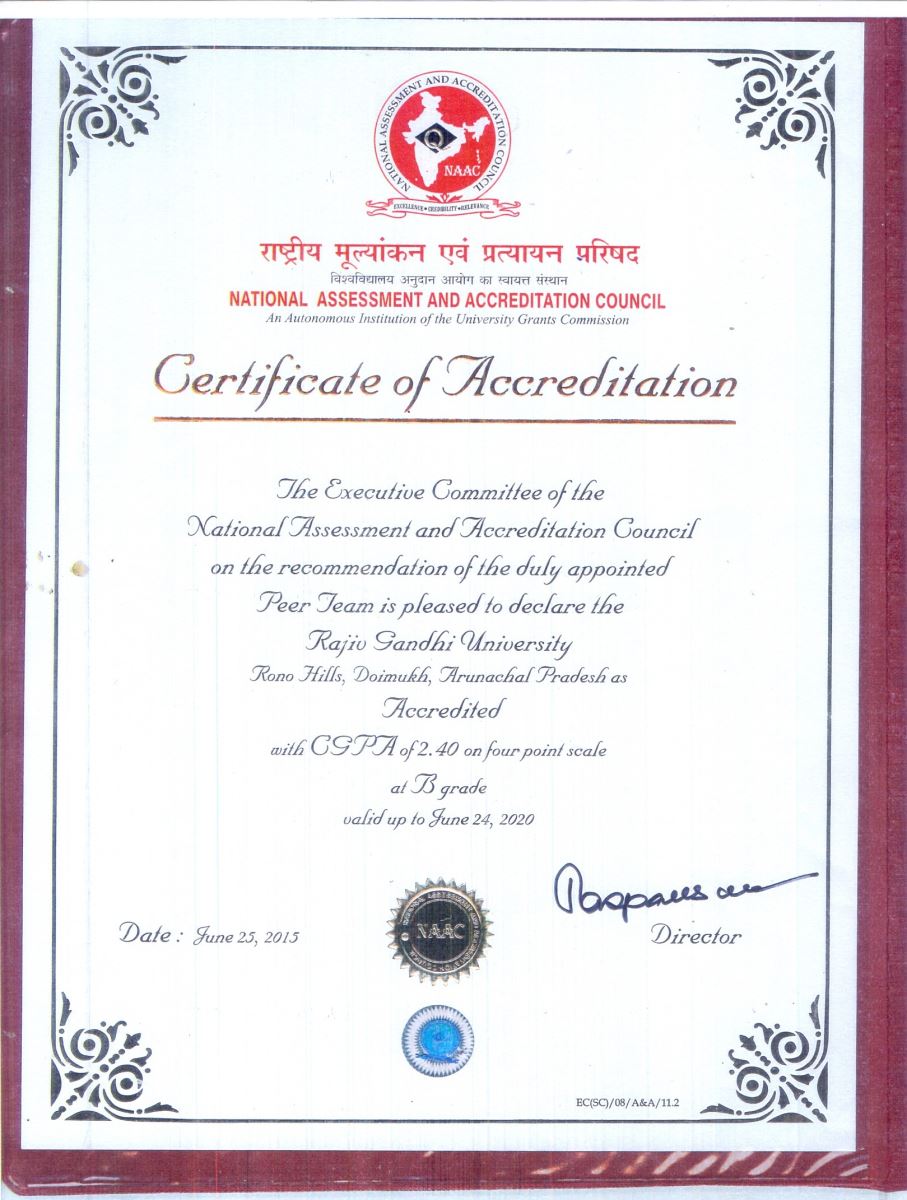 NATIONAL ASSESSMENT AND ACCREDITATION COUNCIL
Q
NAAC
EXCELLENCE • CREDIBILITY • RELEVANCE
राष्ट्रीय मूल्यांकन एवं प्रत्यायन परिषद
विश्वविद्यालय अनुदान आयोग का स्वायत्त संस्थान
NATIONAL ASSESSMENT AND ACCREDITATION COUNCIL
An Autonomous Institution of the University Grants Commission
Certificate of Accreditation
The Executive Committee of the
National Assessment and Accreditation Council
on the recommendation of the duly appointed
Peer Team is pleased to declare the
Rajiv Gandhi University
Rono Hills, Doimukh, Arunachal Pradesh as
Accredited
with CGPA of 2.40 on four point scale
at B grade
valid up to June 24, 2020
Date : June 25, 2015
NAAC
Director
EC(SC)/08/A&A/11.2